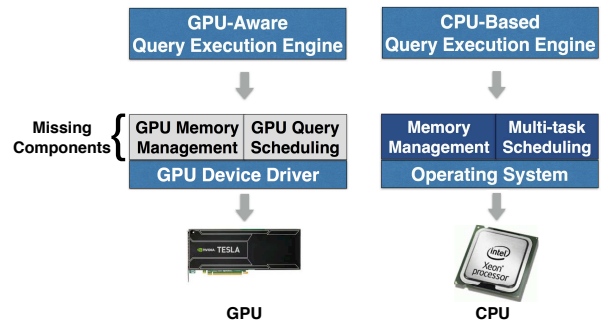 GPU-Aware
Query Execution Engine
CPU-Based
Query Execution Engine
Missing
Components
GPU Memory
Management
GPU Query
Scheduling
Memory
Management
Multi-task
Scheduling
GPU Device Driver
Operating System
NVIDIA
TESLA
intel
Xeon®
processor
GPU
CPU